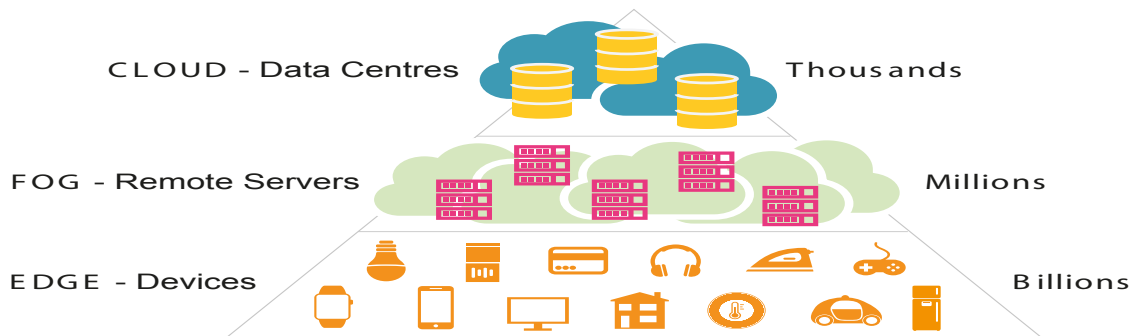 CLOUD - Data Centres
Thousands
FOG - Remote Servers
Millions
EDGE - Devices
Billions